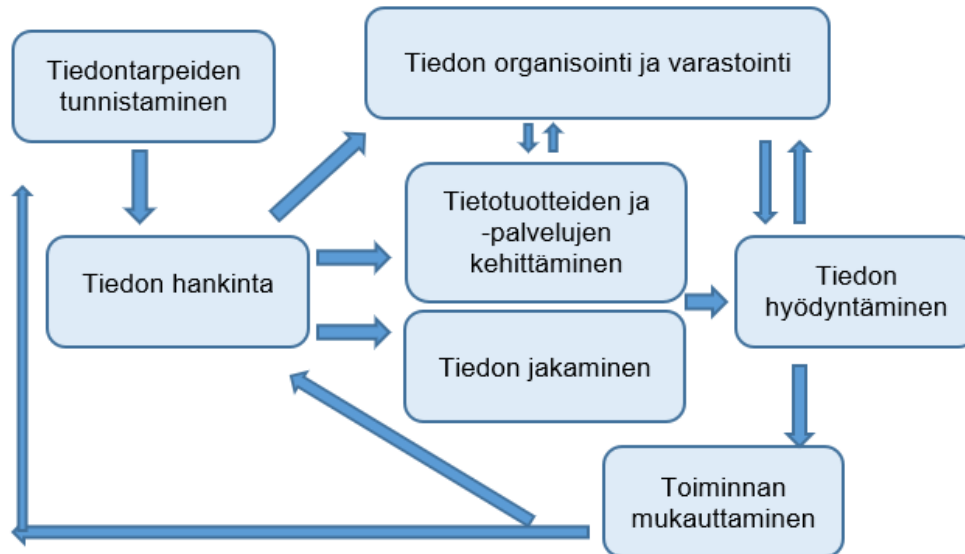 Tiedontarpeiden
tunnistaminen
Tiedon organisointi ja varastointi
Tiedon hankinta
Tietotuotteiden ja
-palvelujen
kehittäminen
Tiedon jakaminen
Tiedon
hyödyntäminen
Toiminnan
mukauttaminen